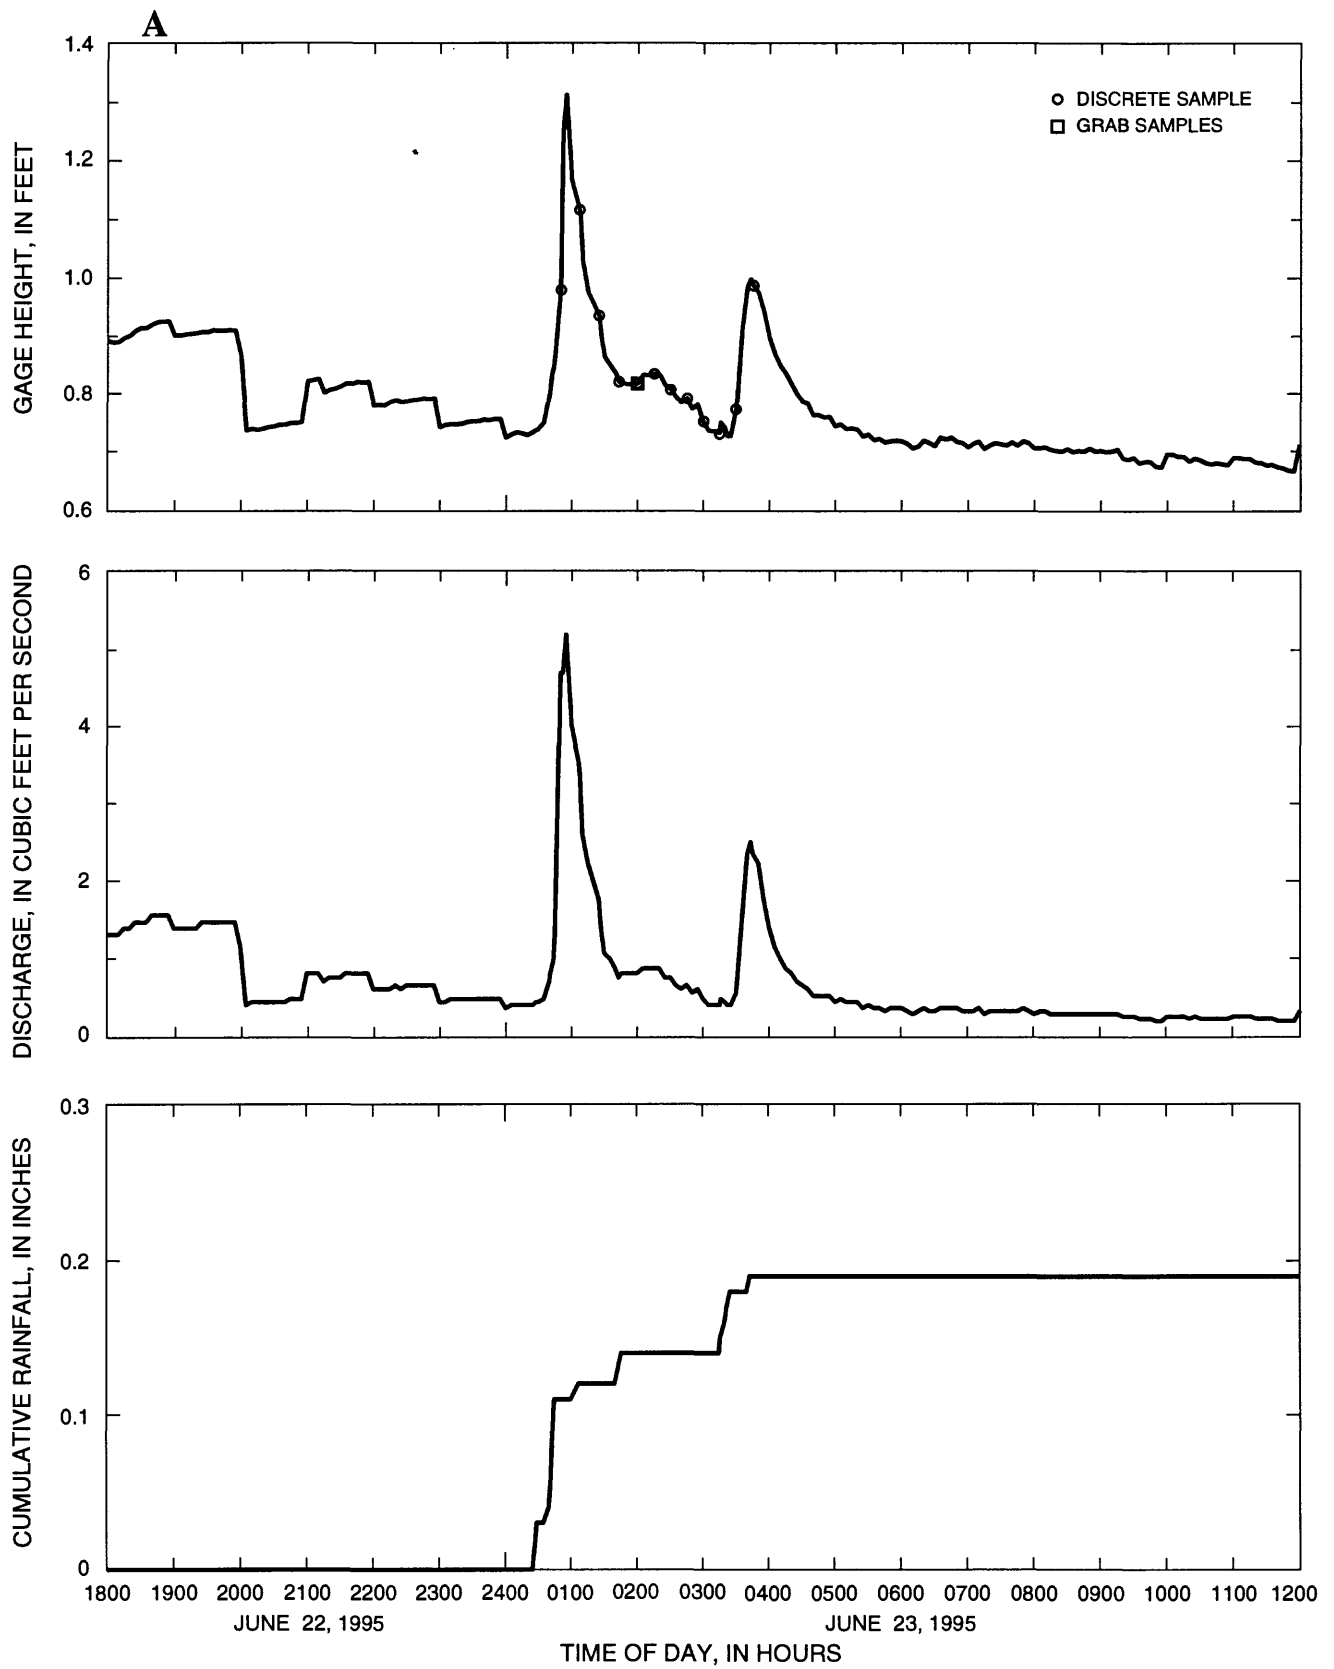 A
1.4
1.2
1.0
0.8
0.6
GAGE HEIGHT, IN FEET
DISCRETE SAMPLE
GRAB SAMPLES
6
4
2
0
DISCHARGE, IN CUBIC FEET PER SECOND
0.3
0.2
0.1
0
CUMULATIVE RAINFALL, IN INCHES
1800 1900 2000 2100 2200 2300 2400 0100 0200 0300 0400 0500 0600 0700 0800 0900 1000 1100 1200
JUNE 22, 1995 JUNE 23, 1995
TIME OF DAY, IN HOURS